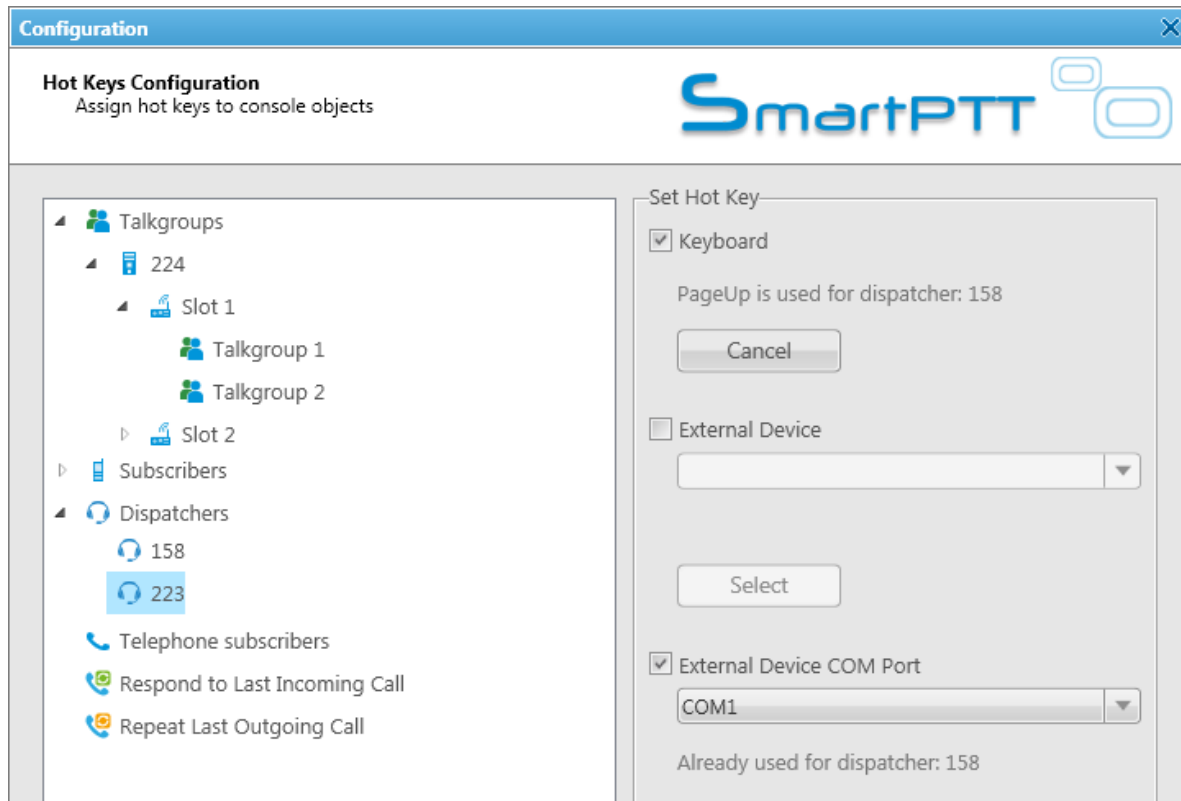 Configuration
Hot Keys Configuration
Assign hot keys to console objects
SmartPTT
Talkgroups
224
Slot 1
Talkgroup 1
Talkgroup 2
Slot 2
Subscribers
Dispatchers
158
223
Telephone subscribers
Respond to Last Incoming Call
Repeat Last Outgoing Call
Set Hot Key
Keyboard
PageUp is used for dispatcher: 158
Cancel
External Device
Select
External Device COM Port
COM1
Already used for dispatcher: 158